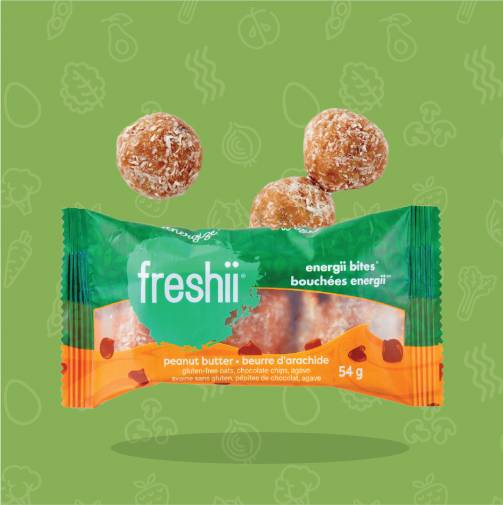 energize
freshii®
energii bites®
bouchées energii™
peanut butter • beurre d'arachide
gluten-free oats, chocolate chips, agave
avoine sans gluten, pépites de chocolat, agave
54 g